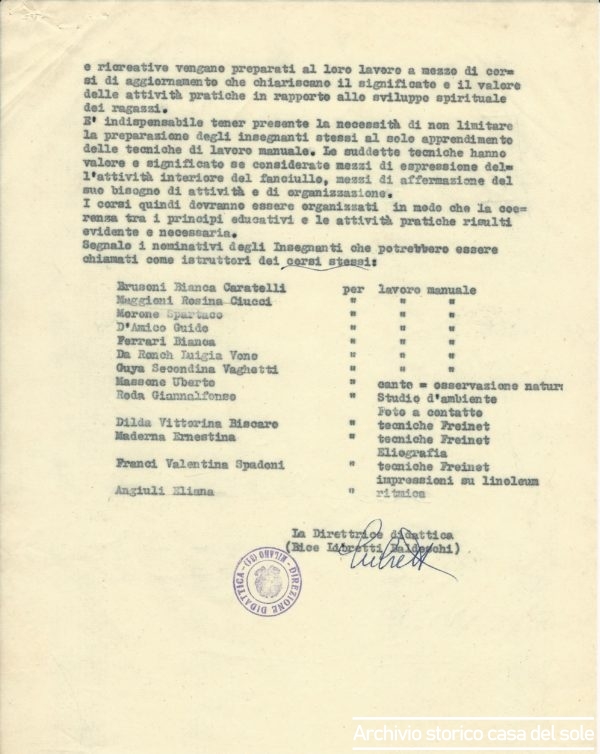 e ricreative vengano preparati al loro lavoro a mezzo di cor=
si di aggiornamento che chiariscano il significato e il valore
delle attività pratiche in rapporto allo sviluppo spirituale
dei ragazzi.
E' indispensabile tener presente la necessità di non limitare
la preparazione degli insegnanti stessi al solo apprendimento
delle tecniche di lavoro manuale. Le suddette tecniche hanno
valore e significato se considerate mezzi di espressione del=
l'attività interiore del fanciullo, mezzi di affermazione del
suo bisogno di attività e di organizzazione.
I corsi quindi dovranno essere organizzati in modo che la coe=
renza tra i principi educativi e le attività pratiche risulti
evidente e necessaria.
Segnalo i nominativi degli Insegnanti che potrebbero essere
chiamati come istruttori dei corsi stessi:
Brusoni Bianca Caratelli per lavoro manuale
Maggioni Rosina Ciucci " " "
Morone Spartaco " " "
D'Amico Guido " " "
Ferrari Bianca " " "
Da Ronch Luigia Vono " " "
Guya Secondina Vaghetti " " "
Massone Uberto " canto = osservazione natur
Roda Giannalfonso " Studio d'ambiente
Foto a contatto
Dilda Vittorina Biscaro " tecniche Freinet
Maderna Ernestina " tecniche Freinet
Eliografia
Franci Valentina Spadoni " tecniche Freinet
impressioni su linoleum
Angiuli Eliana " ritmica
La Direttrice didattica
(Bice Libretti Baldeschi)
DIREZIONE DIDATTICA - MILANO
Archivio storico casa del sole